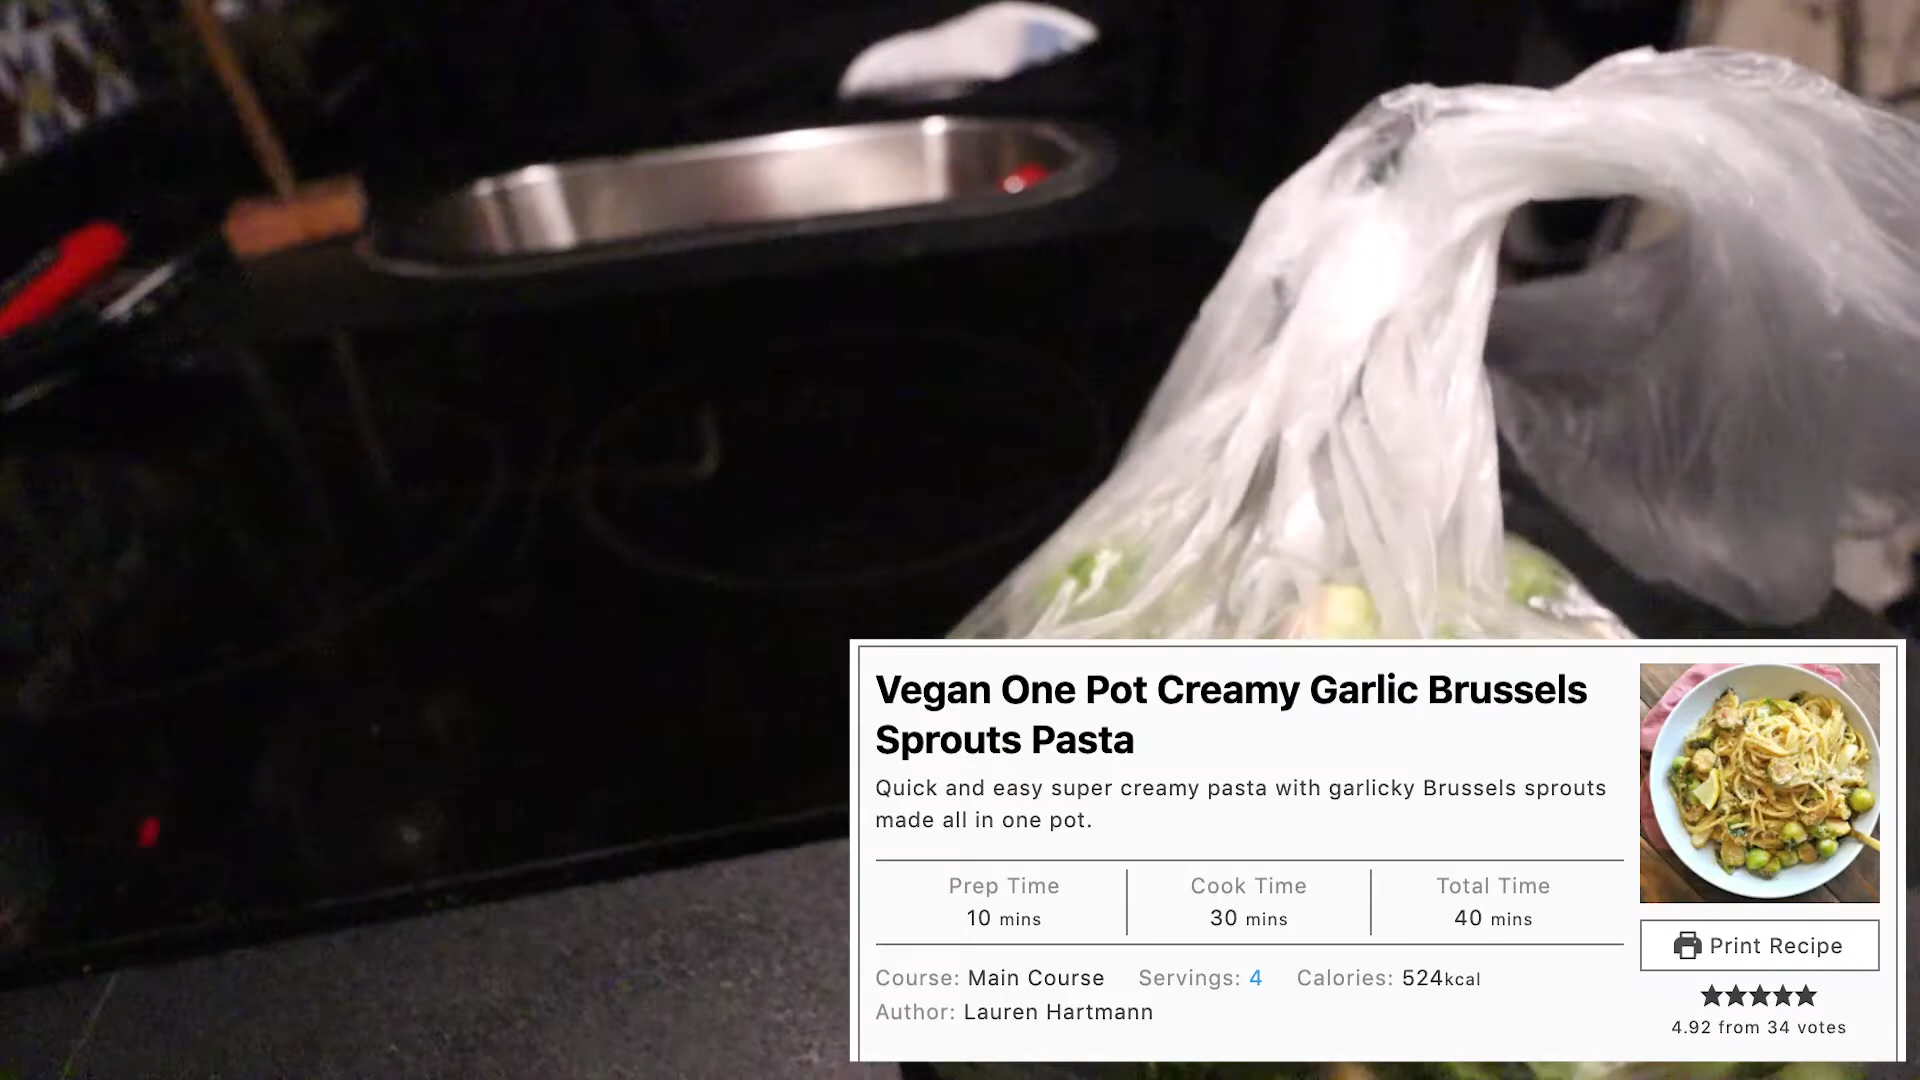 Vegan One Pot Creamy Garlic Brussels
Sprouts Pasta
Quick and easy super creamy pasta with garlicky Brussels sprouts
made all in one pot.
Prep Time
10 mins
Cook Time
30 mins
Total Time
40 mins
Course: Main Course Servings: 4 Calories: 524kcal
Author: Lauren Hartmann
Print Recipe
4.92 from 34 votes